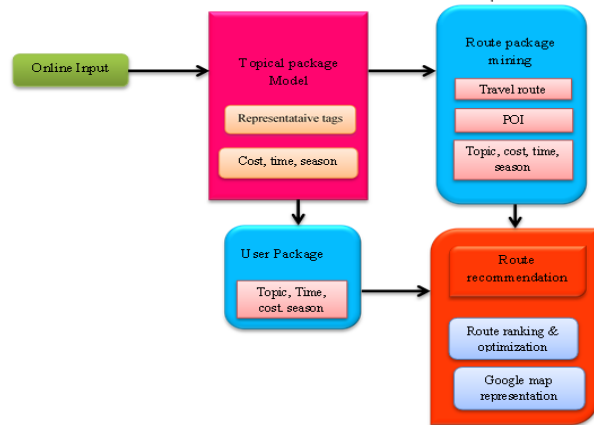 Online Input
Topical package
Model
Representataive tags
Cost, time, season
Route package
mining
Travel route
POI
Topic, cost, time,
season
User Package
Topic, Time,
cost. season
Route
recommendation
Route ranking &
optimization
Google map
representation